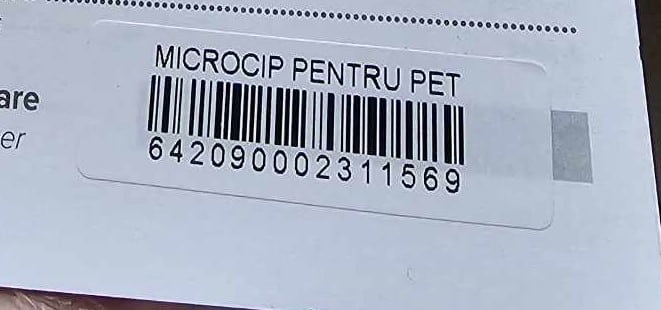 MICROCIP PENTRU PET
642090002311569
are
er